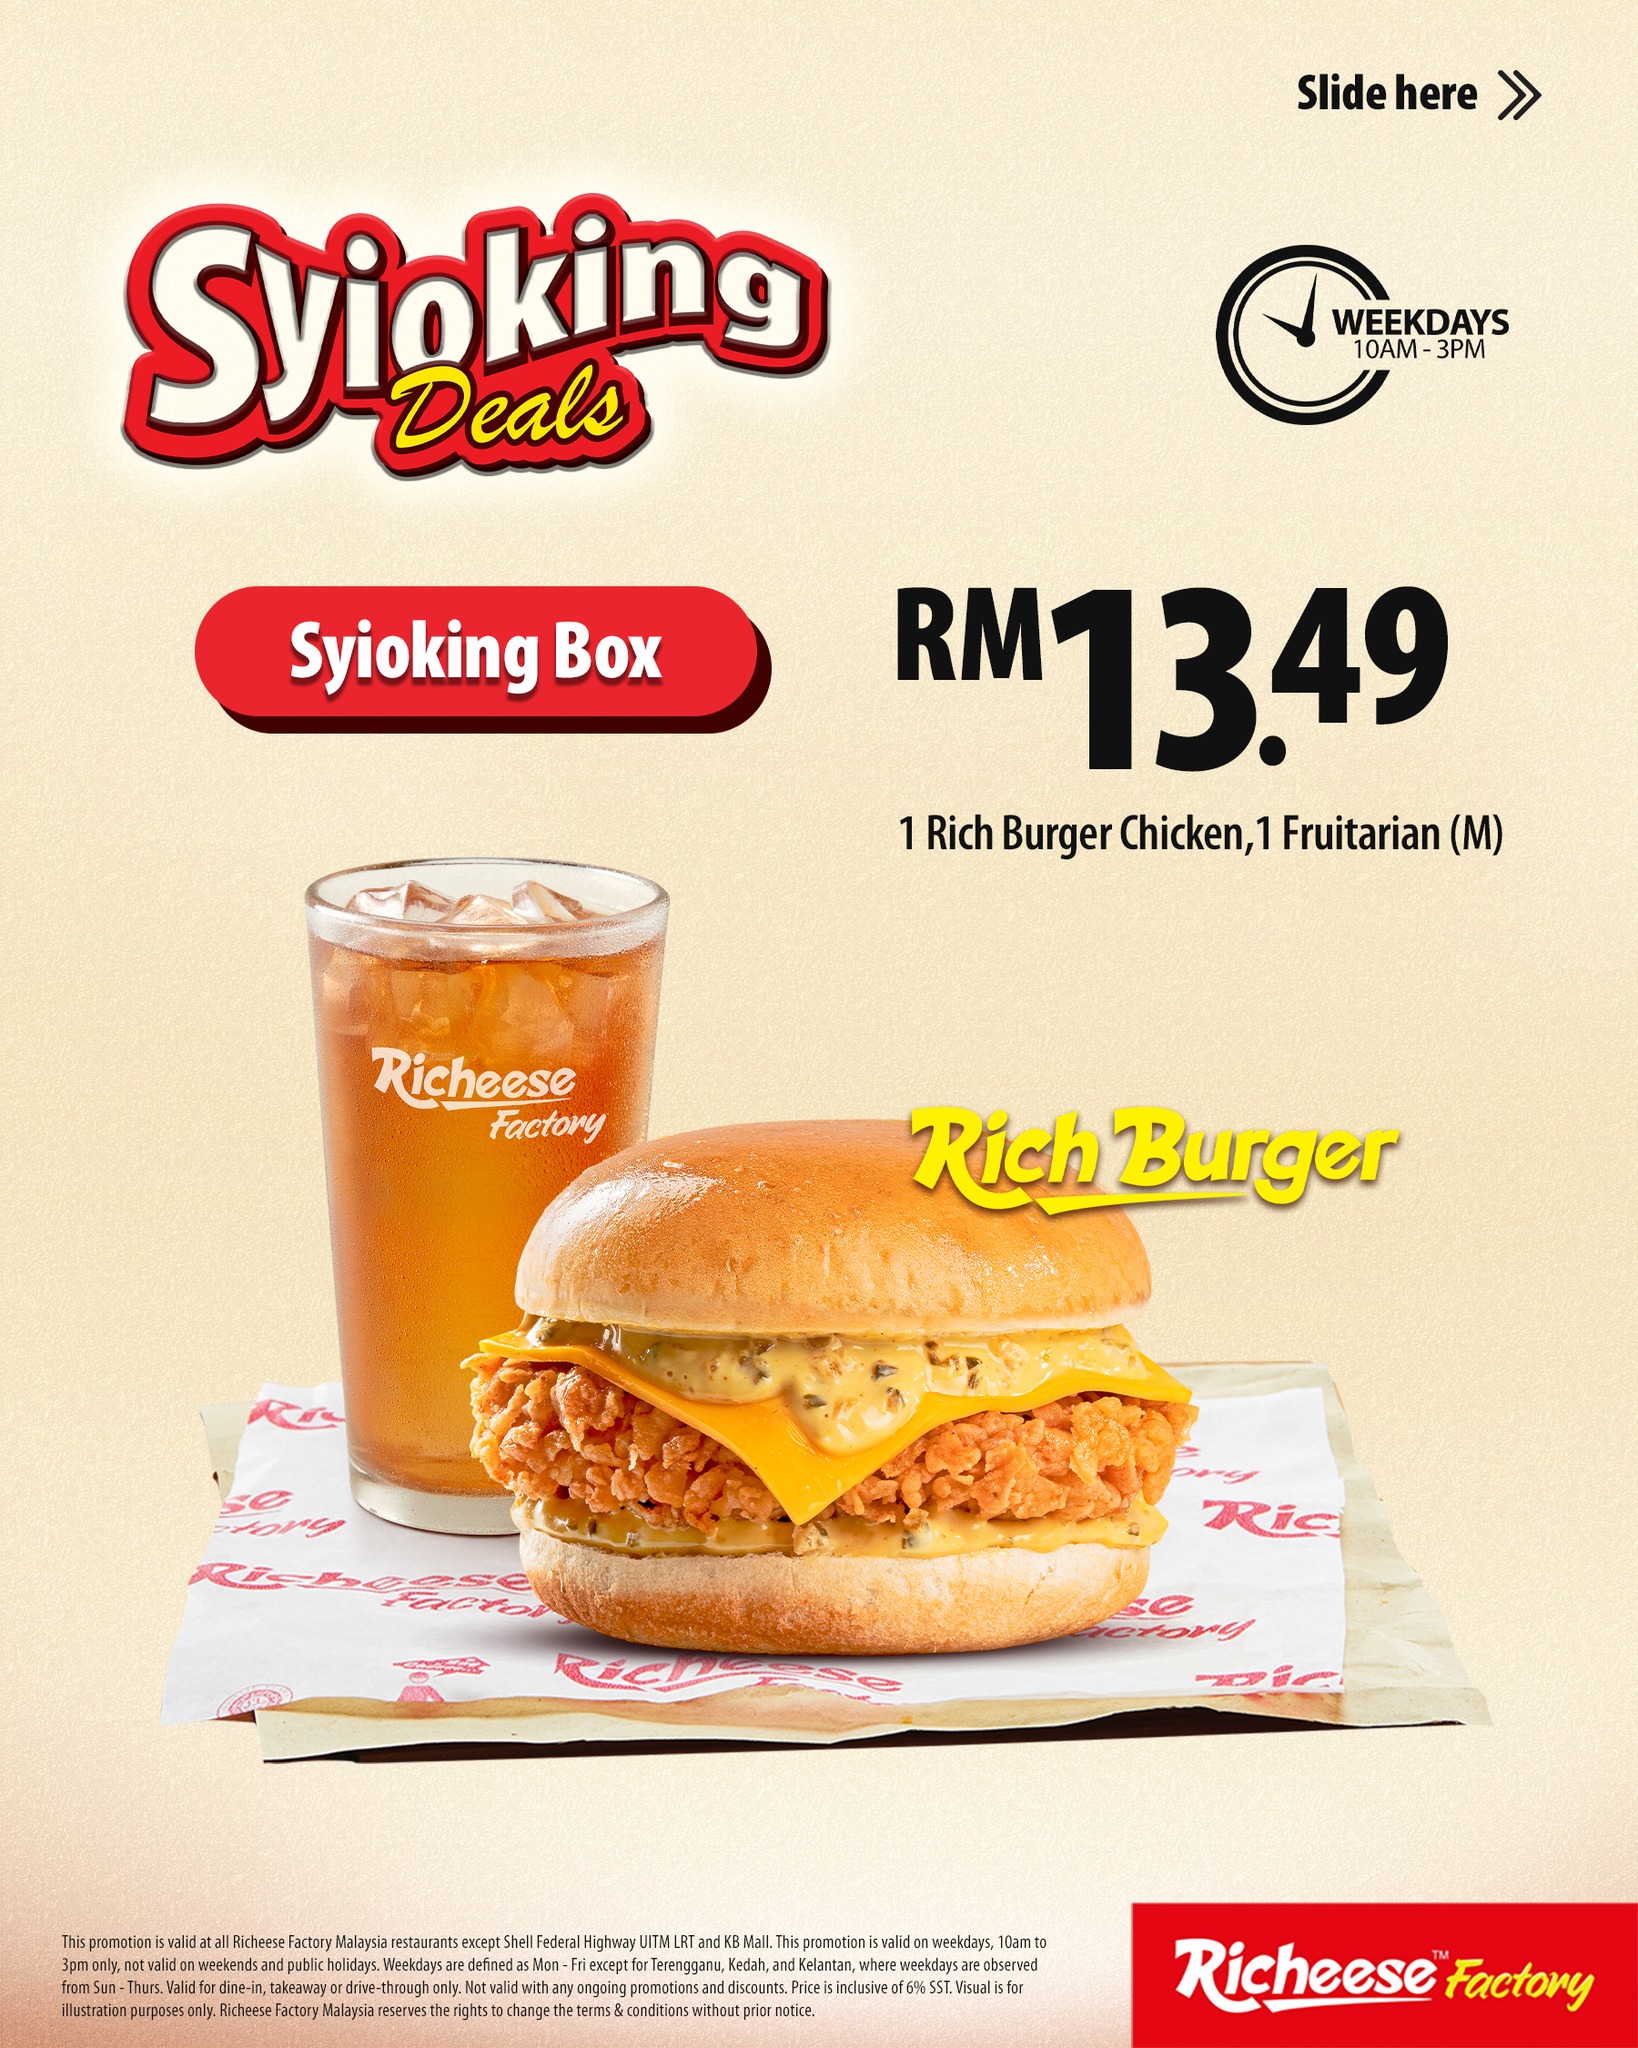 Slide here
Syioking
Deals
WEEKDAYS
10AM - 3PM
Syioking Box
RM13.49
1 Rich Burger Chicken,1 Fruitarian (M)
Richeese
Factory
Rich Burger
Richeese
Factory
Richeese
This promotion is valid at all Richeese Factory Malaysia restaurants except Shell Federal Highway UITM LRT and KB Mall. This promotion is valid on weekdays, 10am to
3pm only, not valid on weekends and public holidays. Weekdays are defined as Mon - Fri except for Terengganu, Kedah, and Kelantan, where weekdays are observed
from Sun - Thurs. Valid for dine-in, takeaway or drive-through only. Not valid with any ongoing promotions and discounts. Price is inclusive of 6% SST. Visual is for
illustration purposes only. Richeese Factory Malaysia reserves the rights to change the terms & conditions without prior notice.
Richeese™ Factory